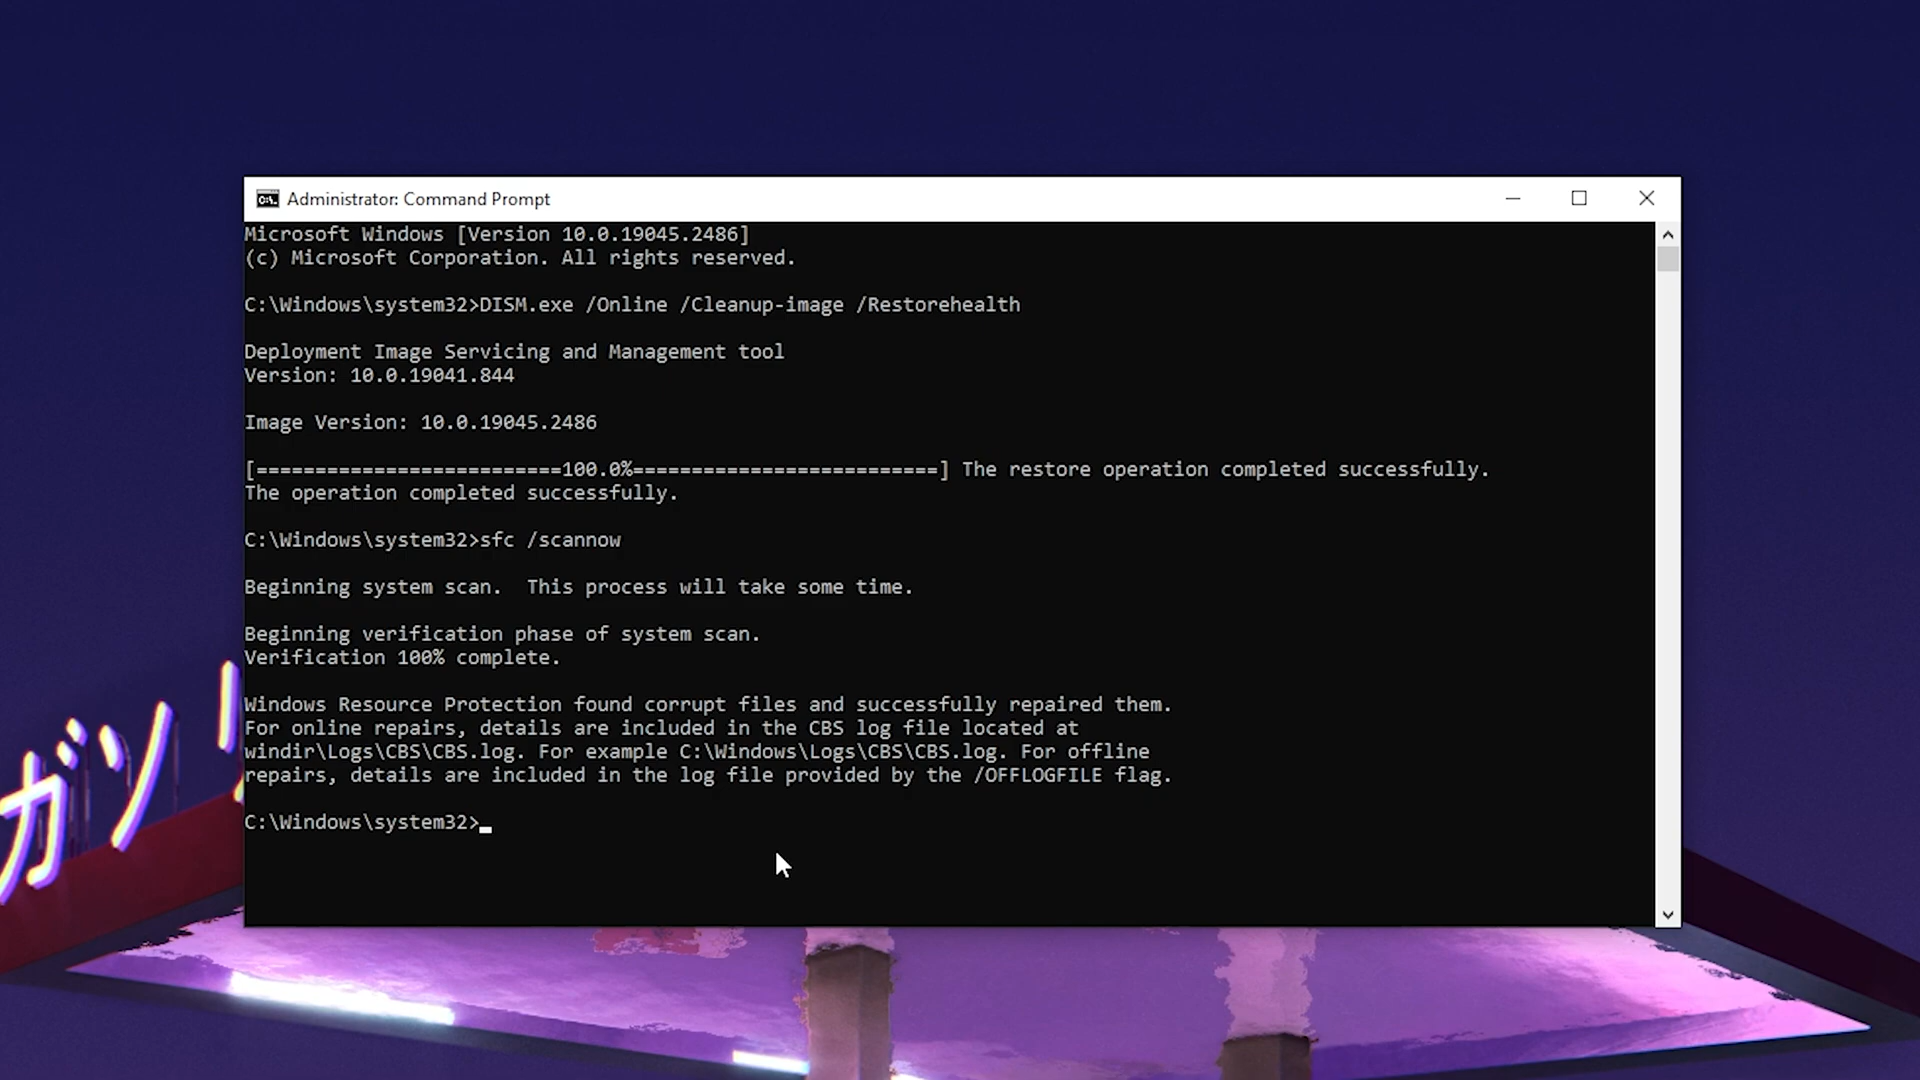 Administrator: Command Prompt
Microsoft Windows [Version 10.0.19045.2486]
(c) Microsoft Corporation. All rights reserved.
C:\Windows\system32>DISM.exe /Online /Cleanup-image /Restorehealth
Deployment Image Servicing and Management tool
Version: 10.0.19041.844
Image Version: 10.0.19045.2486
[==========================100.0%==========================] The restore operation completed successfully.
The operation completed successfully.
C:\Windows\system32>sfc /scannow
Beginning system scan.  This process will take some time.
Beginning verification phase of system scan.
Verification 100% complete.
Windows Resource Protection found corrupt files and successfully repaired them.
For online repairs, details are included in the CBS log file located at
windir\Logs\CBS\CBS.log. For example C:\Windows\Logs\CBS\CBS.log. For offline
repairs, details are included in the log file provided by the /OFFLOGFILE flag.
C:\Windows\system32>
ガソリ